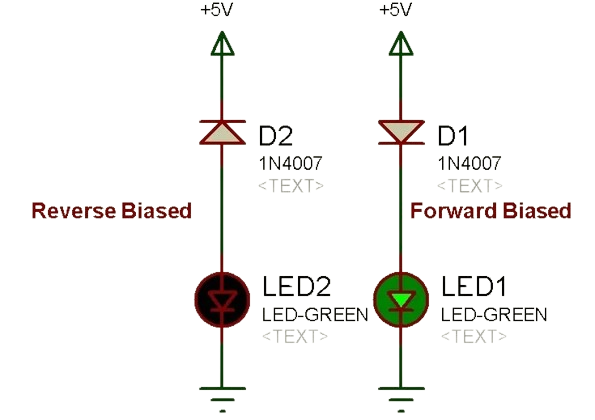 +5V
+5V
D2
1N4007
<TEXT>
D1
1N4007
<TEXT>
Reverse Biased
Forward Biased
LED2
LED-GREEN
<TEXT>
LED1
LED-GREEN
<TEXT>